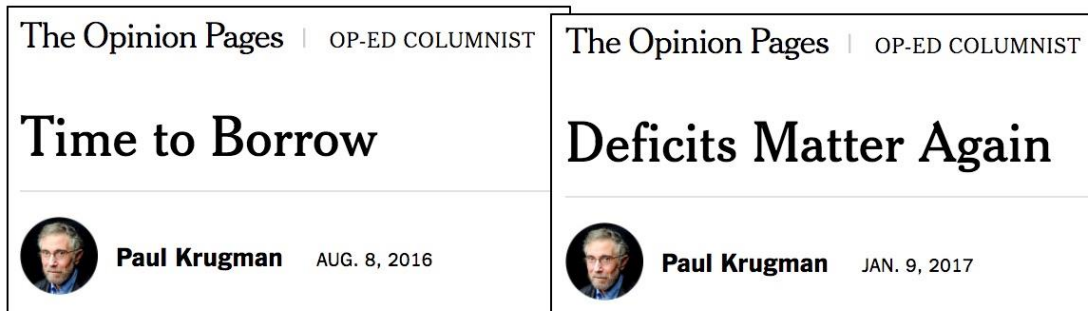 The Opinion Pages | OP-ED COLUMNIST
Time to Borrow
Paul Krugman AUG. 8, 2016
The Opinion Pages | OP-ED COLUMNIST
Deficits Matter Again
Paul Krugman JAN. 9, 2017